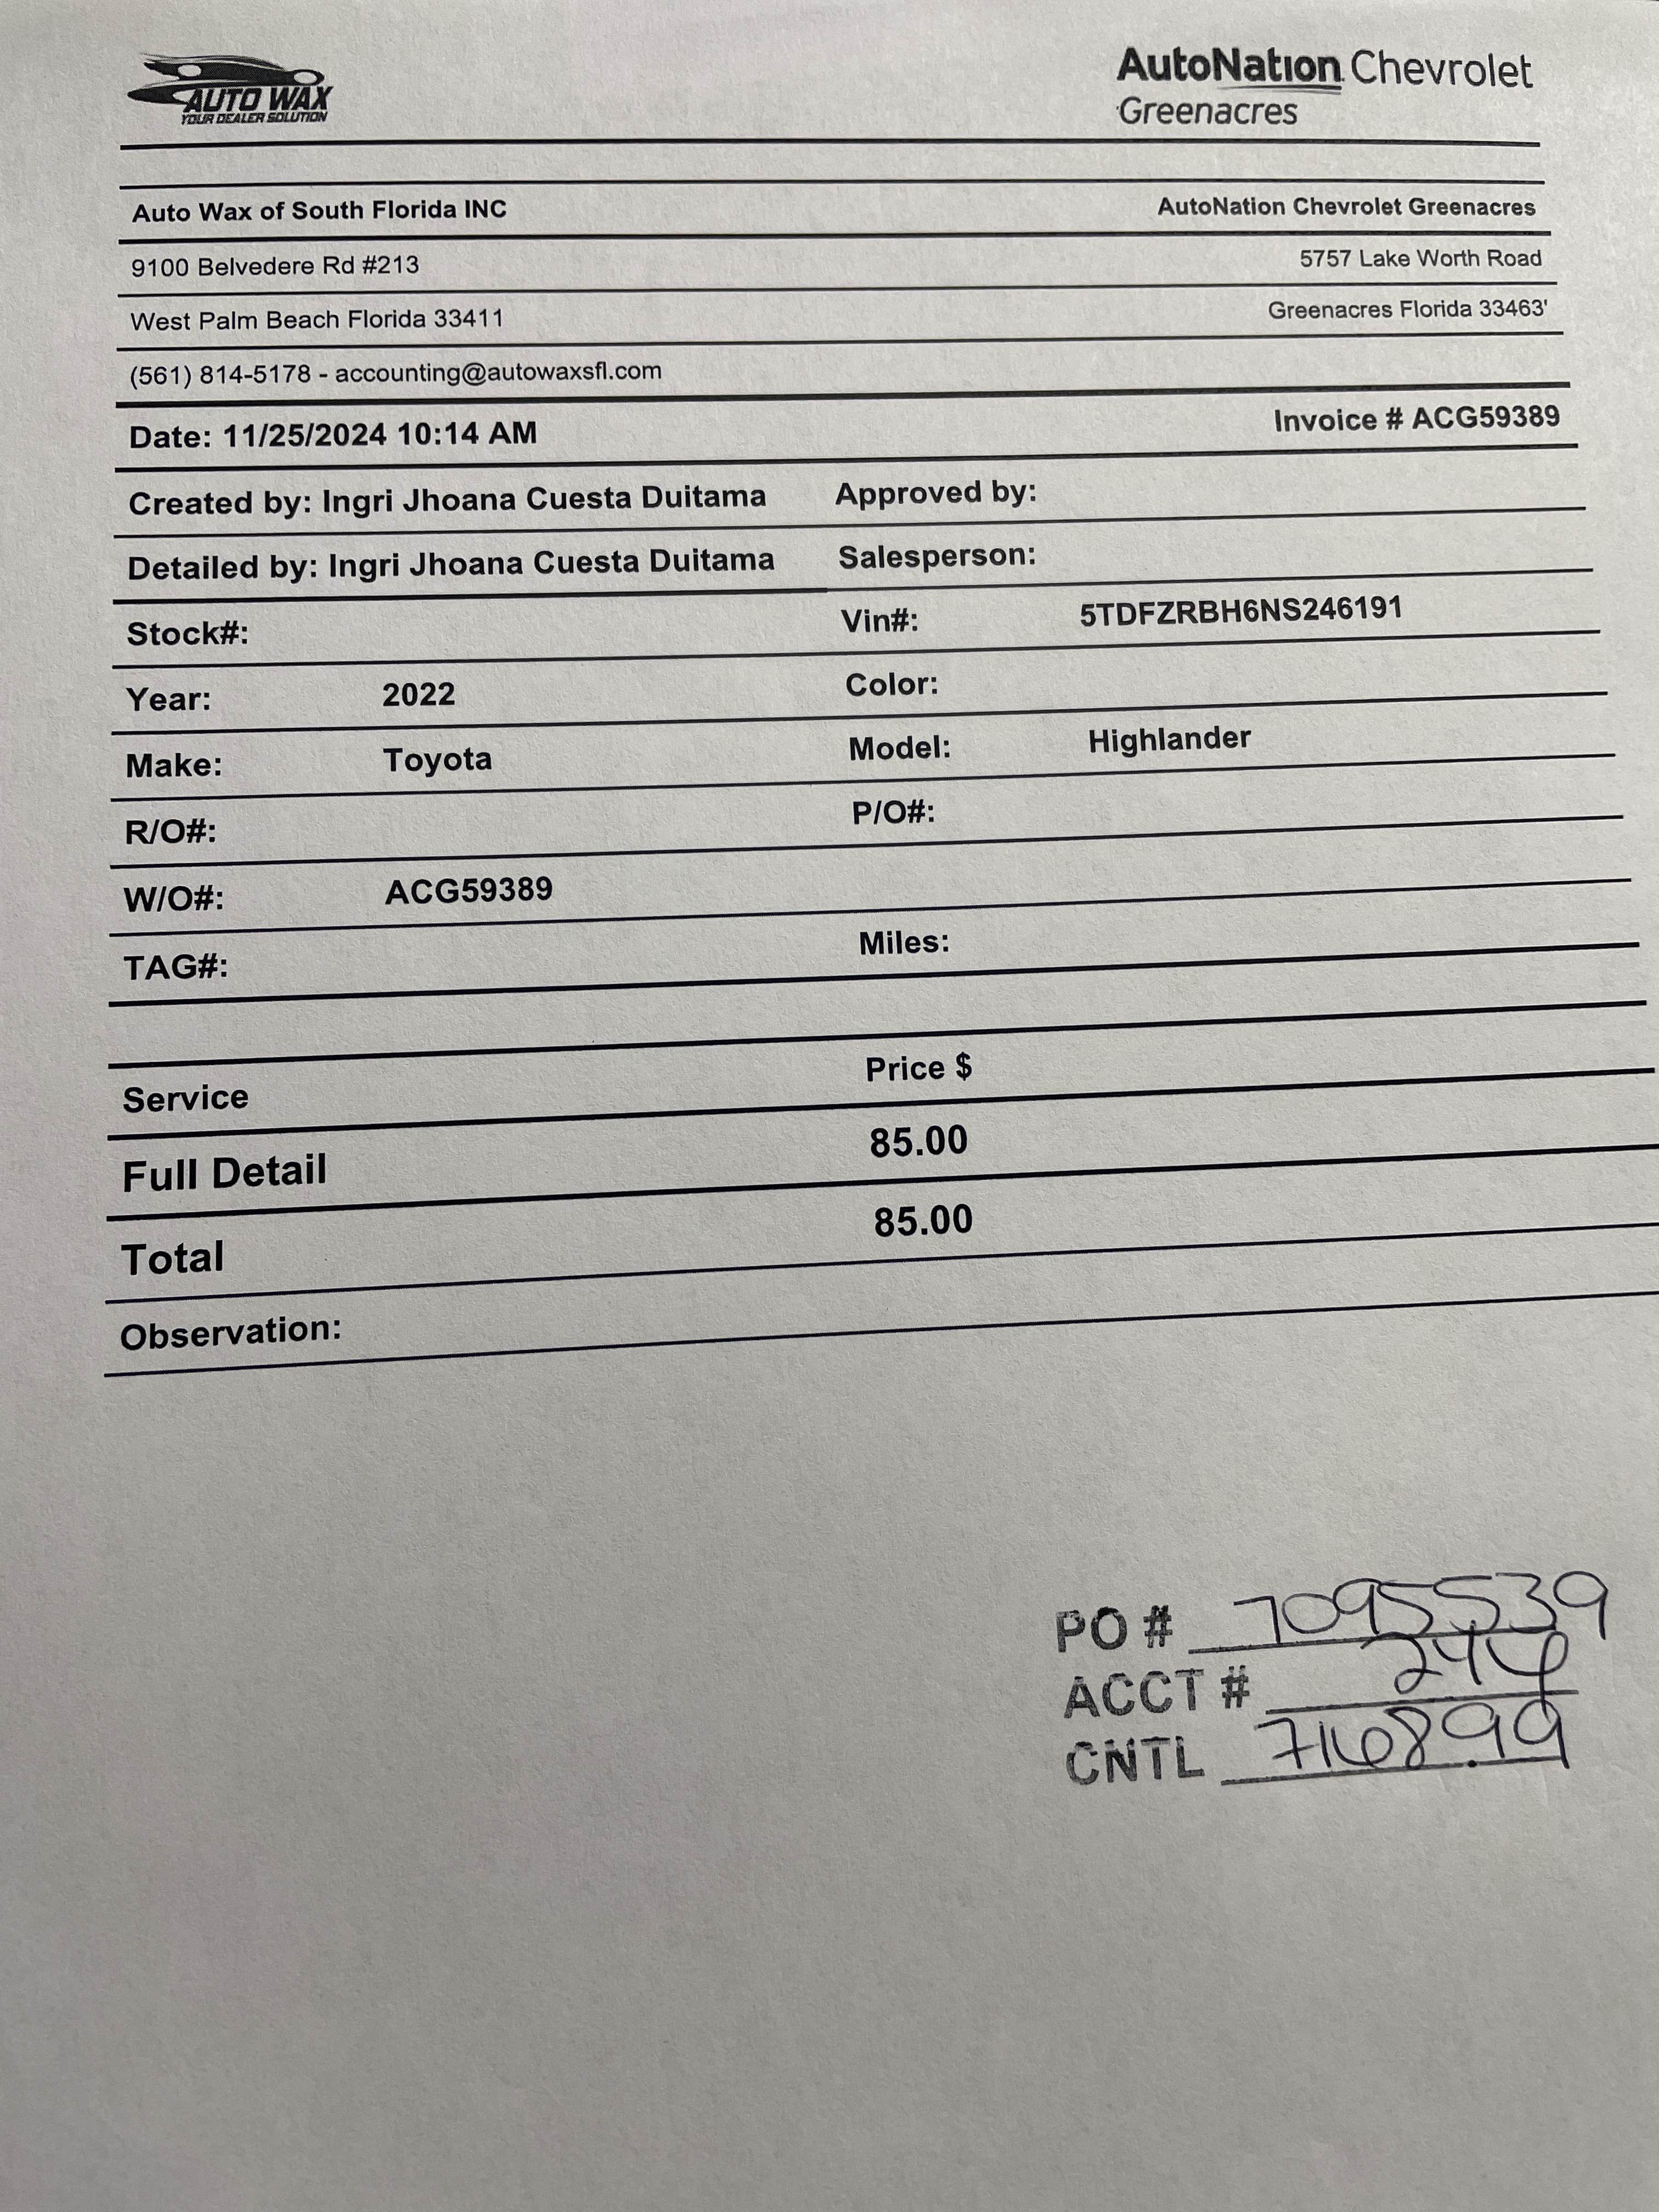 AUTO WAX
YOUR DEALER SOLUTION
AutoNation Chevrolet
Greenacres
Auto Wax of South Florida INC AutoNation Chevrolet Greenacres
9100 Belvedere Rd #213 5757 Lake Worth Road
West Palm Beach Florida 33411 Greenacres Florida 33463'
(561) 814-5178 - accounting@autowaxsfl.com
Date: 11/25/2024 10:14 AM Invoice # ACG59389
Created by: Ingri Jhoana Cuesta Duitama Approved by:
Detailed by: Ingri Jhoana Cuesta Duitama Salesperson:
Stock#: Vin#: 5TDFZRBH6NS246191
Year: 2022 Color:
Make: Toyota Model: Highlander
R/O#: P/O#:
W/O#: ACG59389
TAG#: Miles:
Service Price $
Full Detail 85.00
Total 85.00
Observation:
PO # 7095539
ACCT #
CNTL 716899